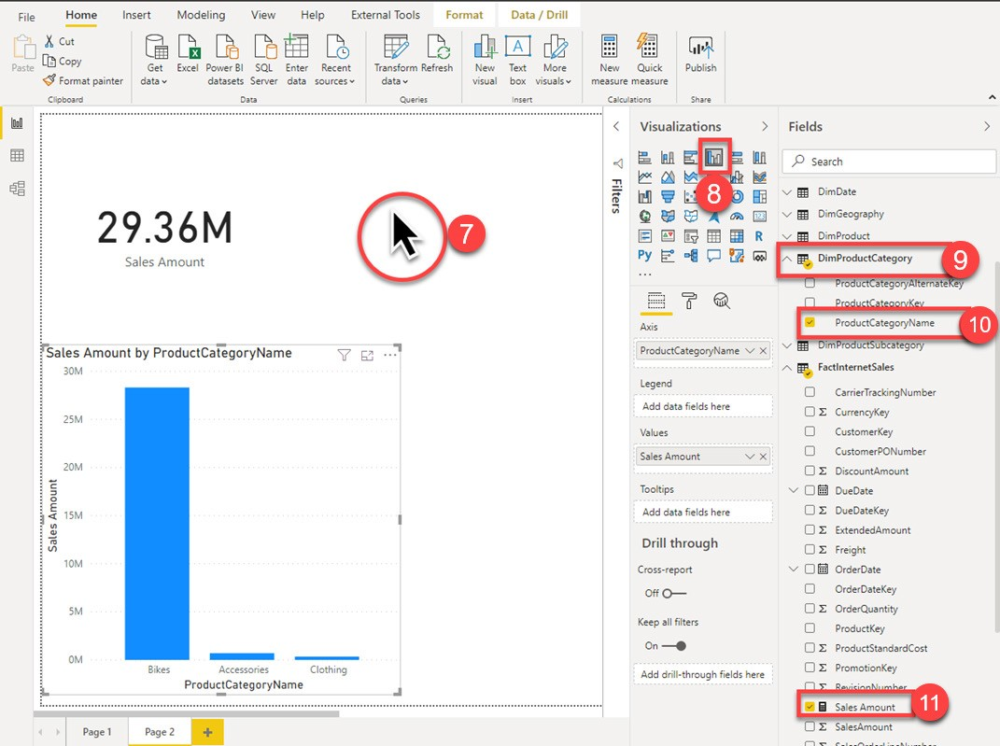 File Home Insert Modeling View Help External Tools Format Data / Drill
Paste
Cut
Copy
Format painter
Clipboard
Get data
Excel
Power BI datasets
SQL Server
Enter data
Recent sources
Data
Transform data
Refresh
Queries
New visual
Text box
More visuals
Insert
New measure
Quick measure
Calculations
Publish
Share
29.36M
Sales Amount
7
Sales Amount by ProductCategoryName
30M
25M
20M
15M
10M
5M
0M
Sales Amount
Bikes Accessories Clothing
ProductCategoryName
Page 1 Page 2 +
Filters
Visualizations
8
R
Py
Axis
ProductCategoryName
Legend
Add data fields here
Values
Sales Amount
Tooltips
Add data fields here
Drill through
Cross-report
Off
Keep all filters
On
Add drill-through fields here
Fields
Search
DimDate
DimGeography
DimProduct
DimProductCategory
9
ProductCategoryAlternateKey
ProductCategoryKey
ProductCategoryName
10
DimProductSubcategory
FactInternetSales
CarrierTrackingNumber
CurrencyKey
CustomerKey
CustomerPONumber
DiscountAmount
DueDate
DueDateKey
ExtendedAmount
Freight
OrderDate
OrderDateKey
OrderQuantity
ProductKey
ProductStandardCost
PromotionKey
RevisionNumber
Sales Amount
11
SalesAmount
SalesOrderLineNumber